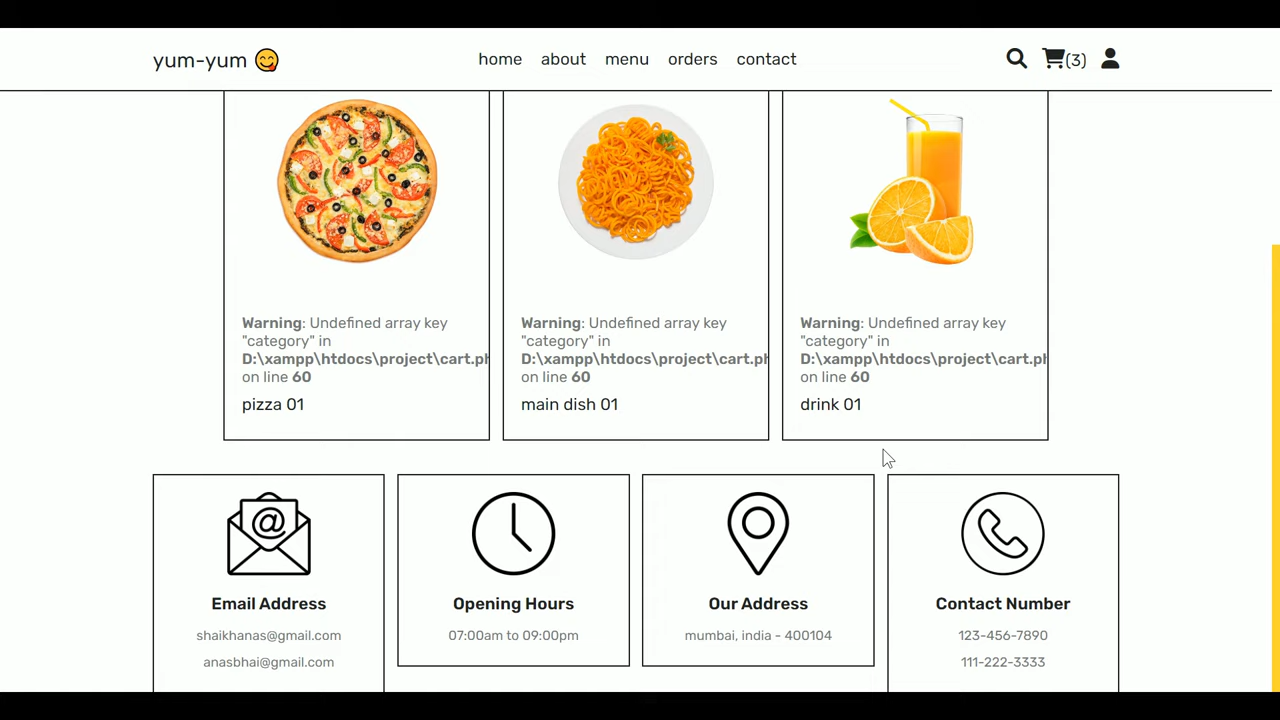 yum-yum 😋
home about menu orders contact
(3)
Warning: Undefined array key
"category" in
D:\xampp\htdocs\project\cart.ph
on line 60
pizza 01
Warning: Undefined array key
"category" in
D:\xampp\htdocs\project\cart.ph
on line 60
main dish 01
Warning: Undefined array key
"category" in
D:\xampp\htdocs\project\cart.ph
on line 60
drink 01
@
Email Address
shaikhanas@gmail.com
anasbhai@gmail.com
Opening Hours
07:00am to 09:00pm
Our Address
mumbai, india - 400104
Contact Number
123-456-7890
111-222-3333